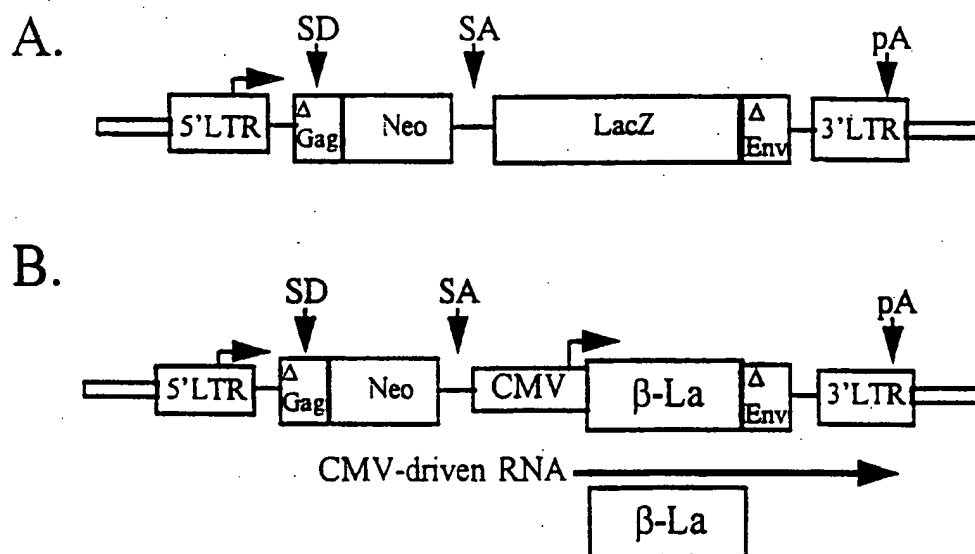 A.
SD SA pA
5'LTR Δ Gag Neo LacZ Δ Env 3'LTR
B.
SD SA pA
5'LTR Δ Gag Neo CMV β-La Δ Env 3'LTR
CMV-driven RNA
β-La